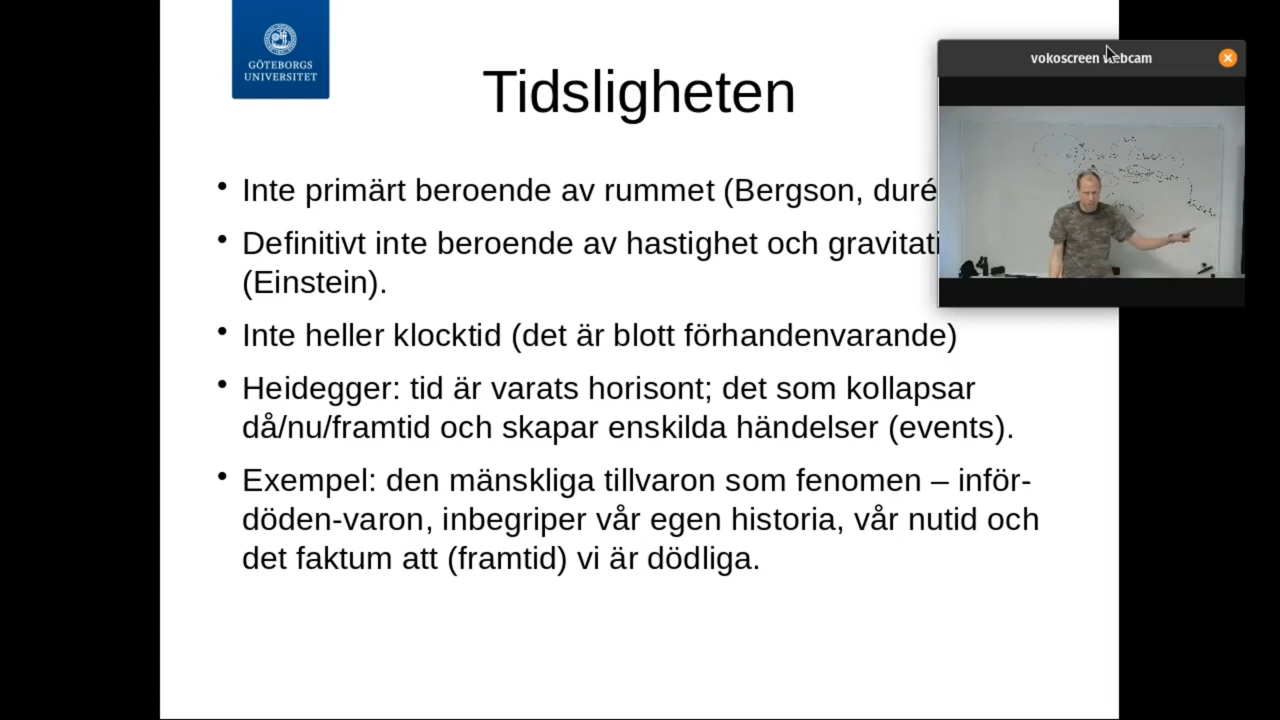 GÖTEBORGS
UNIVERSITET
Tidsligheten
vokoscreen webcam
Inte primärt beroende av rummet (Bergson, duré
Definitivt inte beroende av hastighet och gravitati
(Einstein).
Inte heller klocktid (det är blott förhandenvarande)
Heidegger: tid är varats horisont; det som kollapsar
då/nu/framtid och skapar enskilda händelser (events).
Exempel: den mänskliga tillvaron som fenomen – inför-
döden-varon, inbegriper vår egen historia, vår nutid och
det faktum att (framtid) vi är dödliga.